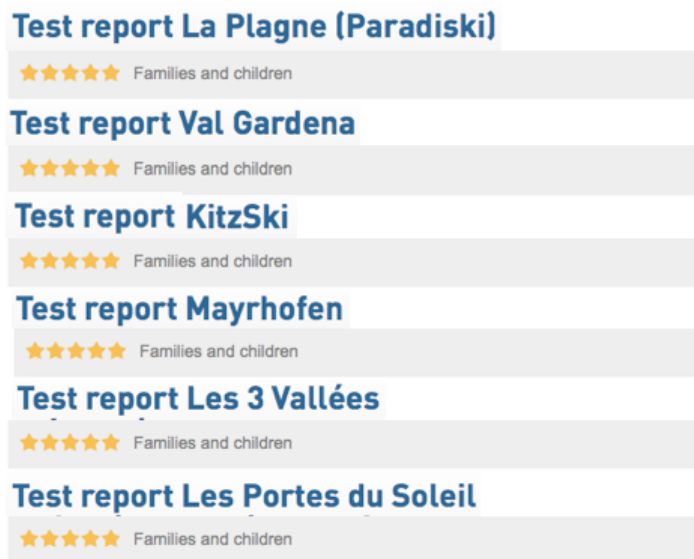 Test report La Plagne (Paradiski)
Families and children
Test report Val Gardena
Families and children
Test report KitzSki
Families and children
Test report Mayrhofen
Families and children
Test report Les 3 Vallées
Families and children
Test report Les Portes du Soleil
Families and children